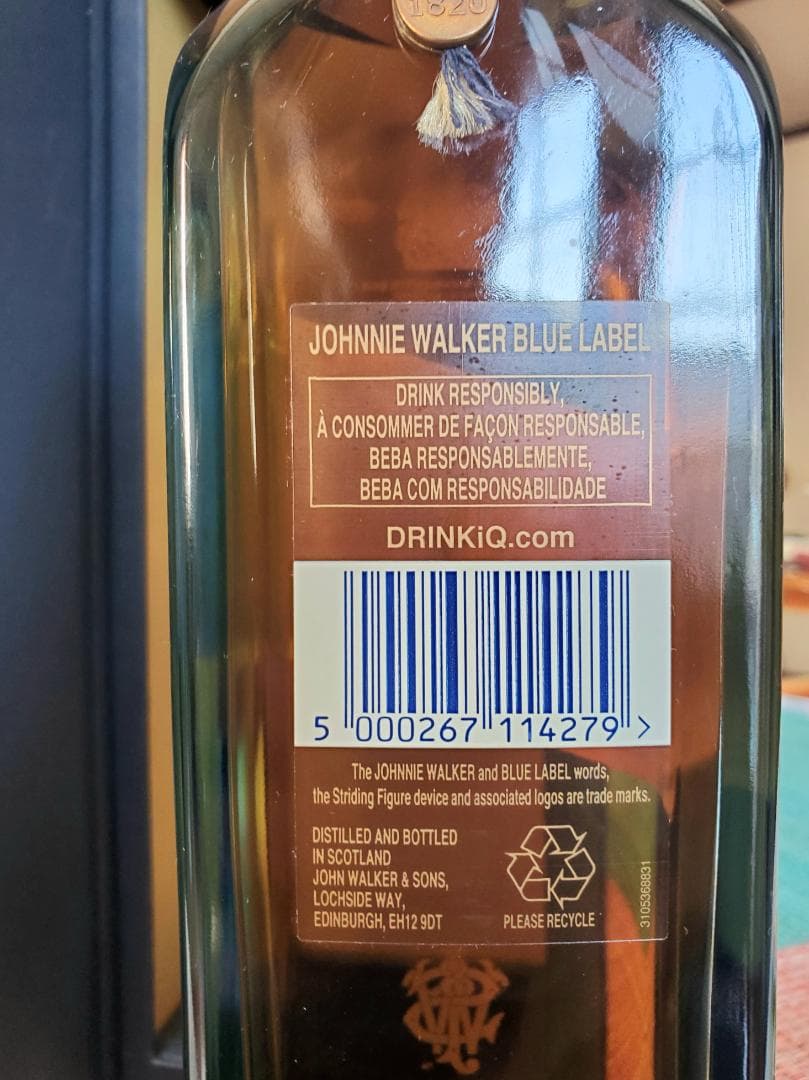 1820
JOHNNIE WALKER BLUE LABEL
DRINK RESPONSIBLY,
À CONSOMMER DE FAÇON RESPONSABLE,
BEBA RESPONSABLEMENTE,
BEBA COM RESPONSABILIDADE
DRINKiQ.com
5 000267 114279 >
The JOHNNIE WALKER and BLUE LABEL words,
the Striding Figure device and associated logos are trade marks.
DISTILLED AND BOTTLED
IN SCOTLAND
JOHN WALKER & SONS,
LOCHSIDE WAY,
EDINBURGH, EH12 9DT
PLEASE RECYCLE
3105368831